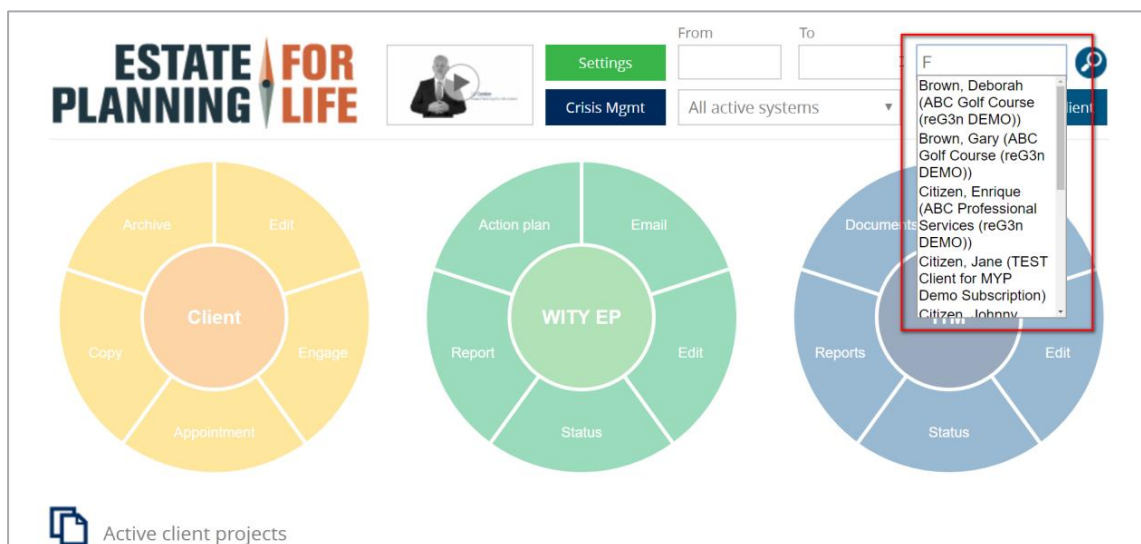 ESTATE FOR
PLANNING LIFE
Settings
Crisis Mgmt
From
To
All active systems
F
Brown, Deborah
(ABC Golf Course
(reG3n DEMO))
Brown, Gary (ABC
Golf Course (reG3n
DEMO))
Citizen, Enrique
(ABC Professional
Services (reG3n
DEMO))
Citizen, Jane (TEST
Client for MYP
Demo Subscription)
Citizen, Johnny
Archive
Edit
Client
Copy
Engage
Appointment
Action plan
Email
WITY EP
Report
Edit
Status
Documents
Reports
Edit
Status
Active client projects